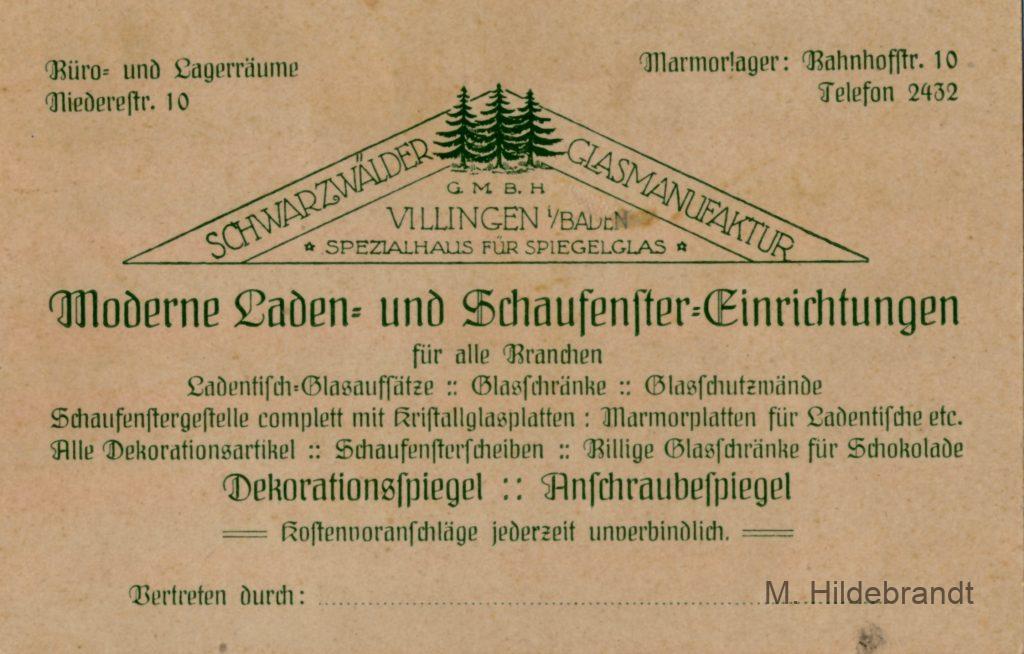 Büro- und Lagerräume
Niederestr. 10
Marmorlager: Bahnhofstr. 10
Telefon 2432
SCHWARZWÄLDER GLASMANUFAKTUR
G. M. B. H
VILLINGEN i/BADEN
* SPEZIALHAUS FÜR SPIEGELGLAS *
Moderne Laden- und Schaufenster-Einrichtungen
für alle Branchen
Ladentisch-Glasaufsätze :: Glasschränke :: Glasschutzwände
Schaufenstergestelle complett mit Kristallglasplatten : Marmorplatten für Ladentische etc.
Alle Dekorationsartikel :: Schaufensterscheiben :: Billige Glasschränke für Schokolade
Dekorationsspiegel :: Anschraubespiegel
Kostenvoranschläge jederzeit unverbindlich.
Vertreten durch: M. Hildebrandt